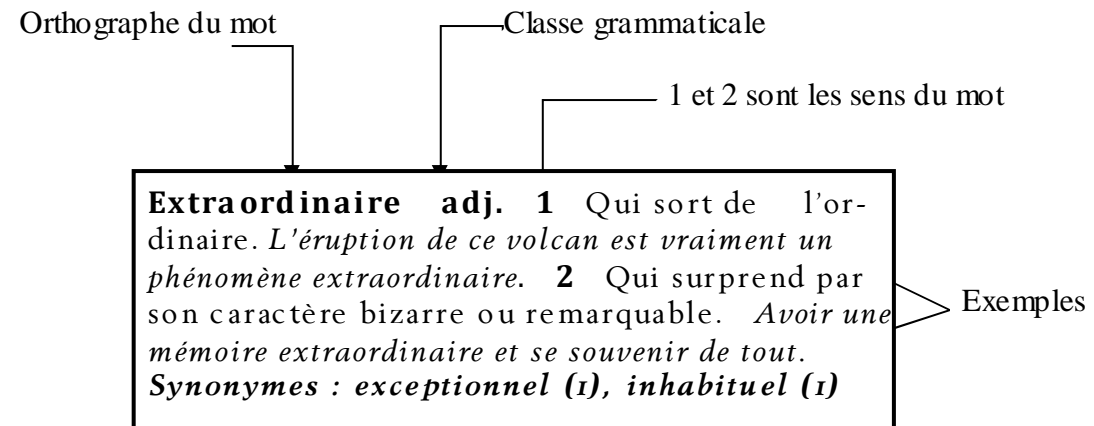 Orthographe du mot
Classe grammaticale
1 et 2 sont les sens du mot
Extraordinaire adj. 1 Qui sort de l'or-
dinaire. L'éruption de ce volcan est vraiment un
phénomène extraordinaire. 2 Qui surprend par
son caractère bizarre ou remarquable. Avoir une
mémoire extraordinaire et se souvenir de tout.
Synonymes : exceptionnel (1), inhabituel (1)
Exemples